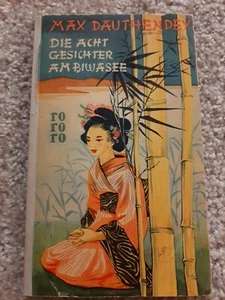 MAX DAUTHENDEY
DIE ACHT
GESICHTER
AM BIWASEE
RO
RO
RO